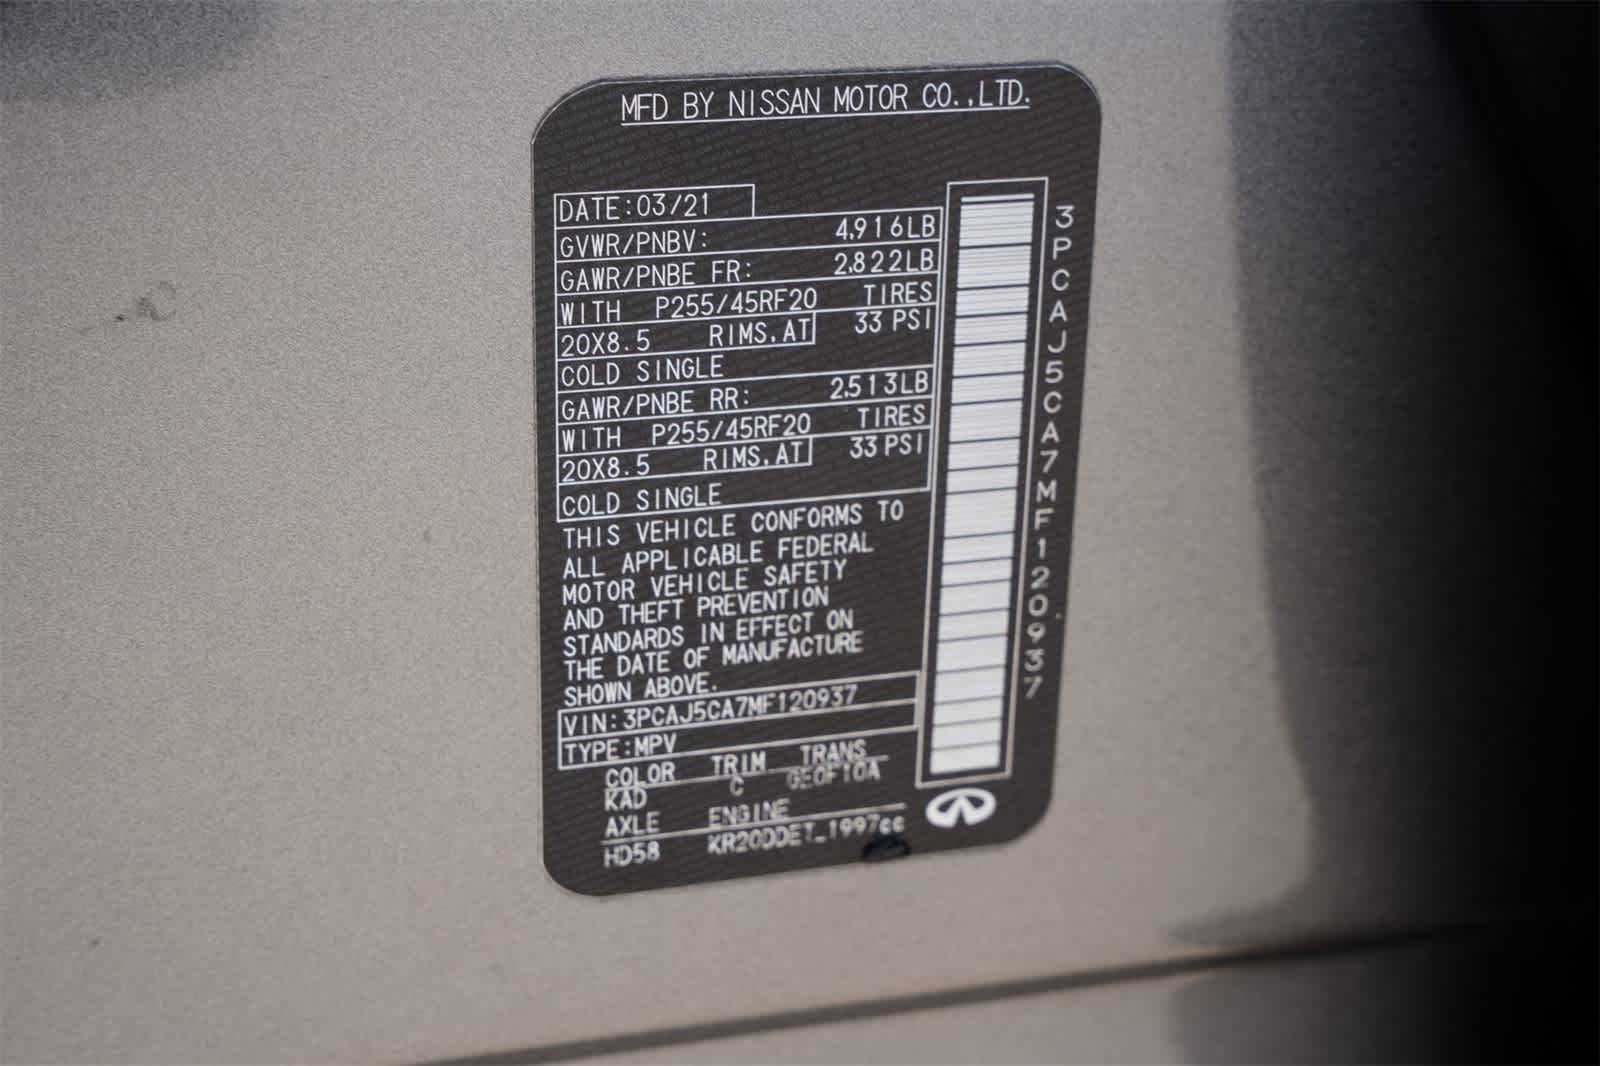 MFD BY NISSAN MOTOR CO.,LTD.
DATE:03/21
GVWR/PNBV: 4,916LB
GAWR/PNBE FR: 2,822LB
WITH P255/45RF20 TIRES
20X8.5 RIMS,AT 33 PSI
COLD SINGLE
GAWR/PNBE RR: 2,513LB
WITH P255/45RF20 TIRES
20X8.5 RIMS,AT 33 PSI
COLD SINGLE
THIS VEHICLE CONFORMS TO
ALL APPLICABLE FEDERAL
MOTOR VEHICLE SAFETY
AND THEFT PREVENTION
STANDARDS IN EFFECT ON
THE DATE OF MANUFACTURE
SHOWN ABOVE.
VIN:3PCAJ5CA7MF120937
TYPE:MPV
COLOR TRIM TRANS
KAD C GE0F10A
AXLE ENGINE
HD58 KR20DDET_1997cc
3PCAJ5CA7MF120937